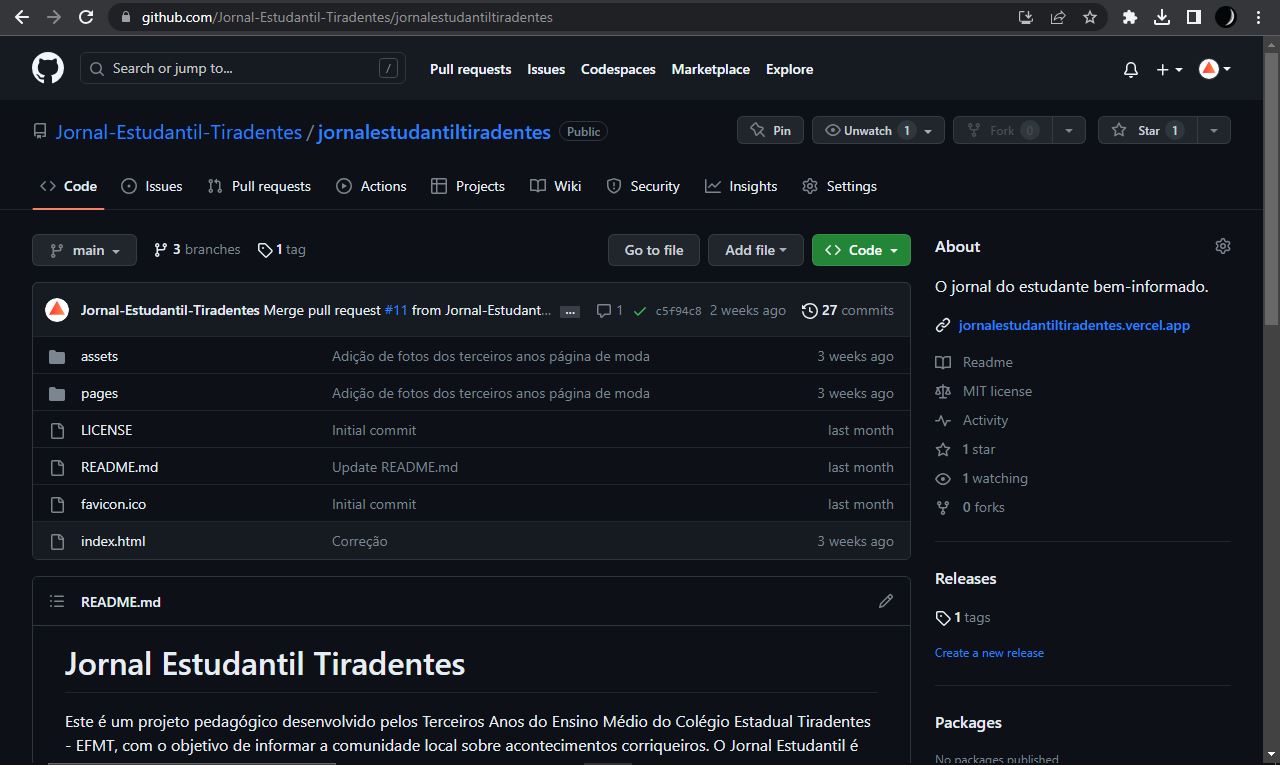 github.com/Jornal-Estudantil-Tiradentes/jornalestudantiltiradentes
Search or jump to... / Pull requests Issues Codespaces Marketplace Explore
Jornal-Estudantil-Tiradentes / jornalestudantiltiradentes Public Pin Unwatch 1 Fork 0 Star 1
Code Issues Pull requests Actions Projects Wiki Security Insights Settings
main 3 branches 1 tag Go to file Add file Code
Jornal-Estudantil-Tiradentes Merge pull request #11 from Jornal-Estudant... ... 1 c5f94c8 2 weeks ago 27 commits
assets Adição de fotos dos terceiros anos página de moda 3 weeks ago
pages Adição de fotos dos terceiros anos página de moda 3 weeks ago
LICENSE Initial commit last month
README.md Update README.md last month
favicon.ico Initial commit last month
index.html Correção 3 weeks ago
README.md
Jornal Estudantil Tiradentes
Este é um projeto pedagógico desenvolvido pelos Terceiros Anos do Ensino Médio do Colégio Estadual Tiradentes
- EFMT, com o objetivo de informar a comunidade local sobre acontecimentos corriqueiros. O Jornal Estudantil é
About
O jornal do estudante bem-informado.
jornalestudantiltiradentes.vercel.app
Readme
MIT license
Activity
1 star
1 watching
0 forks
Releases
1 tags
Create a new release
Packages
No packages published